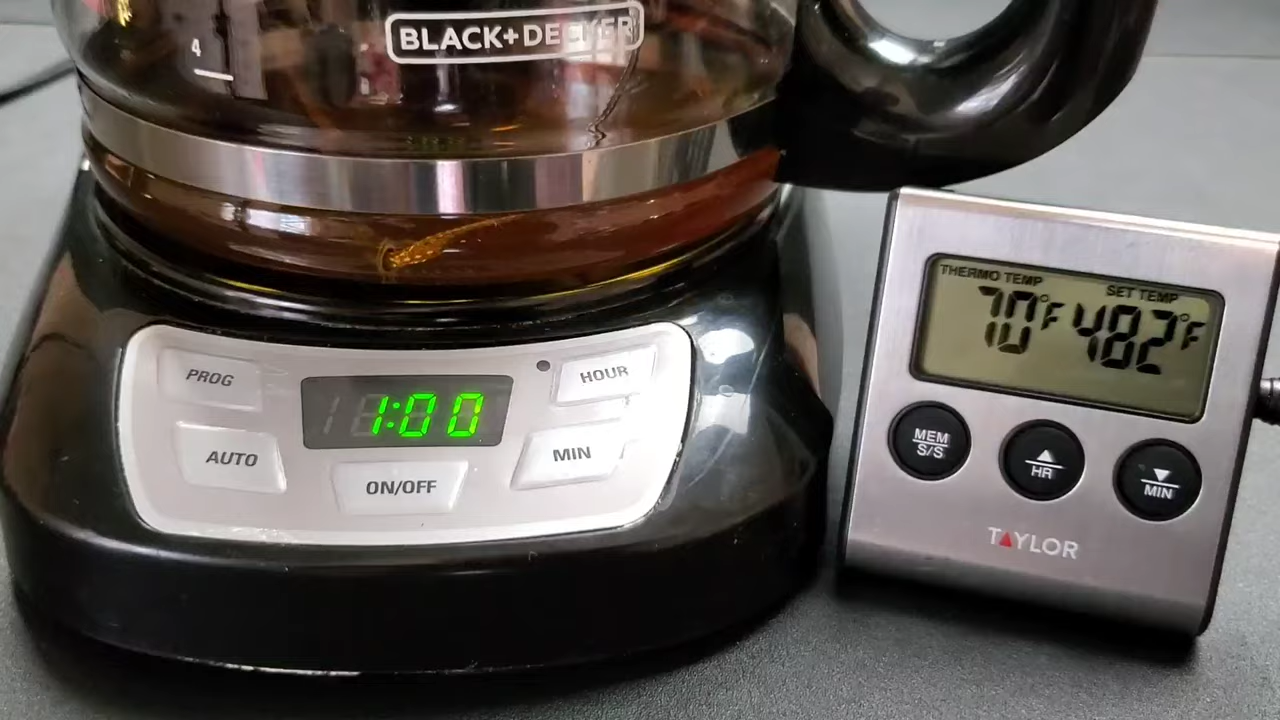 BLACK+DECKER
4
PROG
AUTO
ON/OFF
1:00
HOUR
MIN
THERMO TEMP
SET TEMP
70°F 482°F
MEM
S/S
HR
MIN
TAYLOR